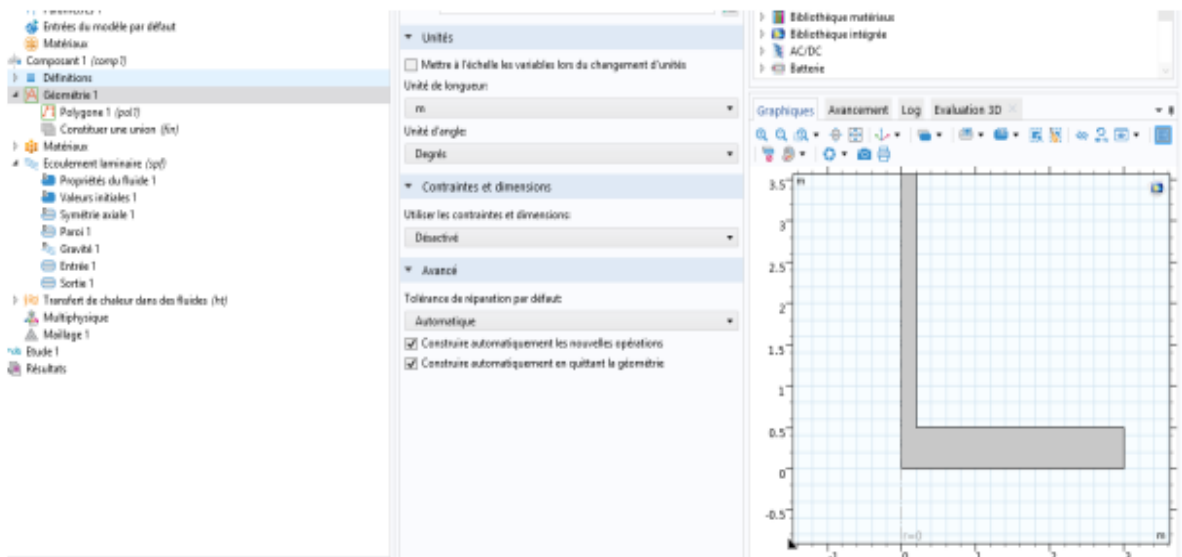 Entrées du modèle par défaut
Matériaux
Composant 1 (comp1)
Définitions
Géométrie 1
Polygone 1 (pol1)
Constituer une union (fin)
Matériaux
Ecoulement laminaire (spf)
Propriétés du fluide 1
Valeurs initiales 1
Symétrie axiale 1
Paroi 1
Gravité 1
Entrée 1
Sortie 1
Transfert de chaleur dans des fluides (ht)
Multiphysique
Maillage 1
Etude 1
Résultats
Unités
Mettre à l'échelle les variables lors du changement d'unités
Unité de longueur:
m
Unité d'angle:
Degrés
Contraintes et dimensions
Utiliser les contraintes et dimensions:
Désactivé
Avancé
Tolérance de réparation par défaut:
Automatique
Construire automatiquement les nouvelles opérations
Construire automatiquement en quittant la géométrie
Bibliothèque matériaux
Bibliothèque intégrée
AC/DC
Batterie
Graphiques Avancement Log Evaluation 3D
m
3.5
3
2.5
2
1.5
1
0.5
0
-0.5
r=0
m
-1 0 1 2 3